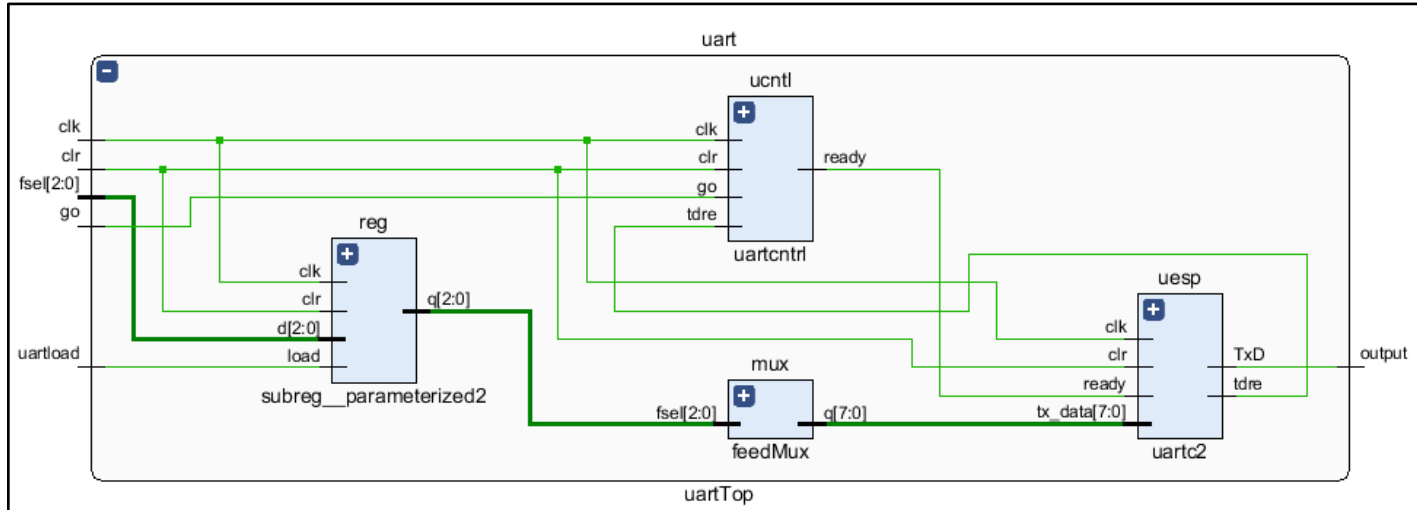 uart
ucntl
clk
clr
fsel[2:0]
go
clk
clr
go
tdre
ready
uartcntrl
reg
clk
clr
d[2:0]
load
q[2:0]
subreg__parameterized2
uartload
mux
fsel[2:0]
q[7:0]
feedMux
uesp
clk
clr
ready
tx_data[7:0]
TxD
tdre
uartc2
output
uartTop